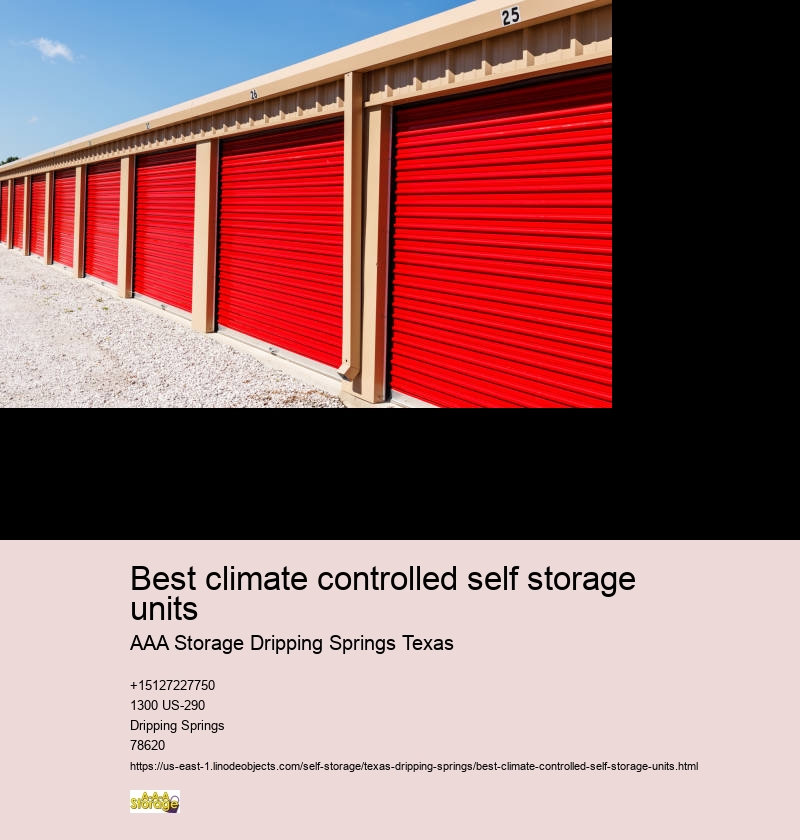 25
26
Best climate controlled self storage
units
AAA Storage Dripping Springs Texas
+15127227750
1300 US-290
Dripping Springs
78620
https://us-east-1.linodeobjects.com/self-storage/texas-dripping-springs/best-climate-controlled-self-storage-units.html
A-A-A
Storage